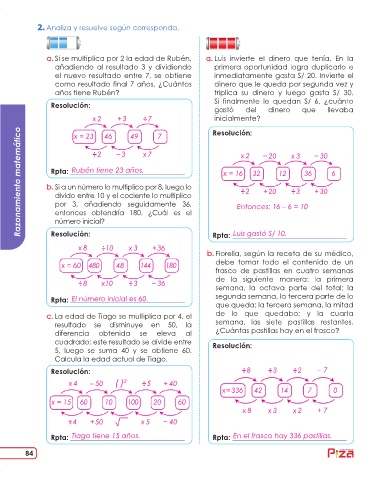 2. Analiza y resuelve según corresponda.
a. Si se multiplica por 2 la edad de Rubén,
añadiendo al resultado 3 y dividiendo
el nuevo resultado entre 7, se obtiene
como resultado final 7 años. ¿Cuántos
años tiene Rubén?
Resolución:
x 2 + 3 ÷7
x = 23 46 49 7
÷2 – 3 x 7
Rpta: Rubén tiene 23 años.
b. Si a un número lo multiplico por 8, luego lo
divido entre 10 y el cociente lo multiplico
por 3, añadiendo seguidamente 36,
entonces obtendría 180. ¿Cuál es el
número inicial?
Resolución:
x 8 ÷10 x 3 +36
x = 60 480 48 144 180
÷8 x10 ÷3 – 36
Rpta: El número inicial es 60.
c. La edad de Tiago se multiplica por 4, el
resultado se disminuye en 50, la
diferencia obtenida se eleva al
cuadrado; este resultado se divide entre
5, luego se suma 40 y se obtiene 60.
Calcula la edad actual de Tiago.
Resolución:
x 4 – 50 ( )² ÷5 + 40
x = 15 60 10 100 20 60
÷4 +50 √ x 5 – 40
Rpta: Tiago tiene 15 años.
a. Luis invierte el dinero que tenía. En la
primera oportunidad logra duplicarlo e
inmediatamente gasta S/ 20. Invierte el
dinero que le queda por segunda vez y
triplica su dinero y luego gasta S/ 30.
Si finalmente le quedan S/ 6, ¿cuánto
gastó del dinero que llevaba
inicialmente?
Resolución:
x 2 – 20 x 3 – 30
x = 16 32 12 36 6
÷2 +20 ÷3 +30
Entonces: 16 – 6 = 10
Rpta: Luis gastó S/ 10.
b. Fiorella, según la receta de su médico,
debe tomar todo el contenido de un
frasco de pastillas en cuatro semanas
de la siguiente manera: la primera
semana, la octava parte del total; la
segunda semana, la tercera parte de lo
que queda; la tercera semana, la mitad
de lo que quedaba; y la cuarta
semana, las siete pastillas restantes.
¿Cuántas pastillas hay en el frasco?
Resolución:
÷8 ÷3 ÷2 – 7
x= 336 42 14 7 0
x 8 x 3 x 2 + 7
Rpta: En el frasco hay 336 pastillas.
Razonamiento matemático
84
Pizá